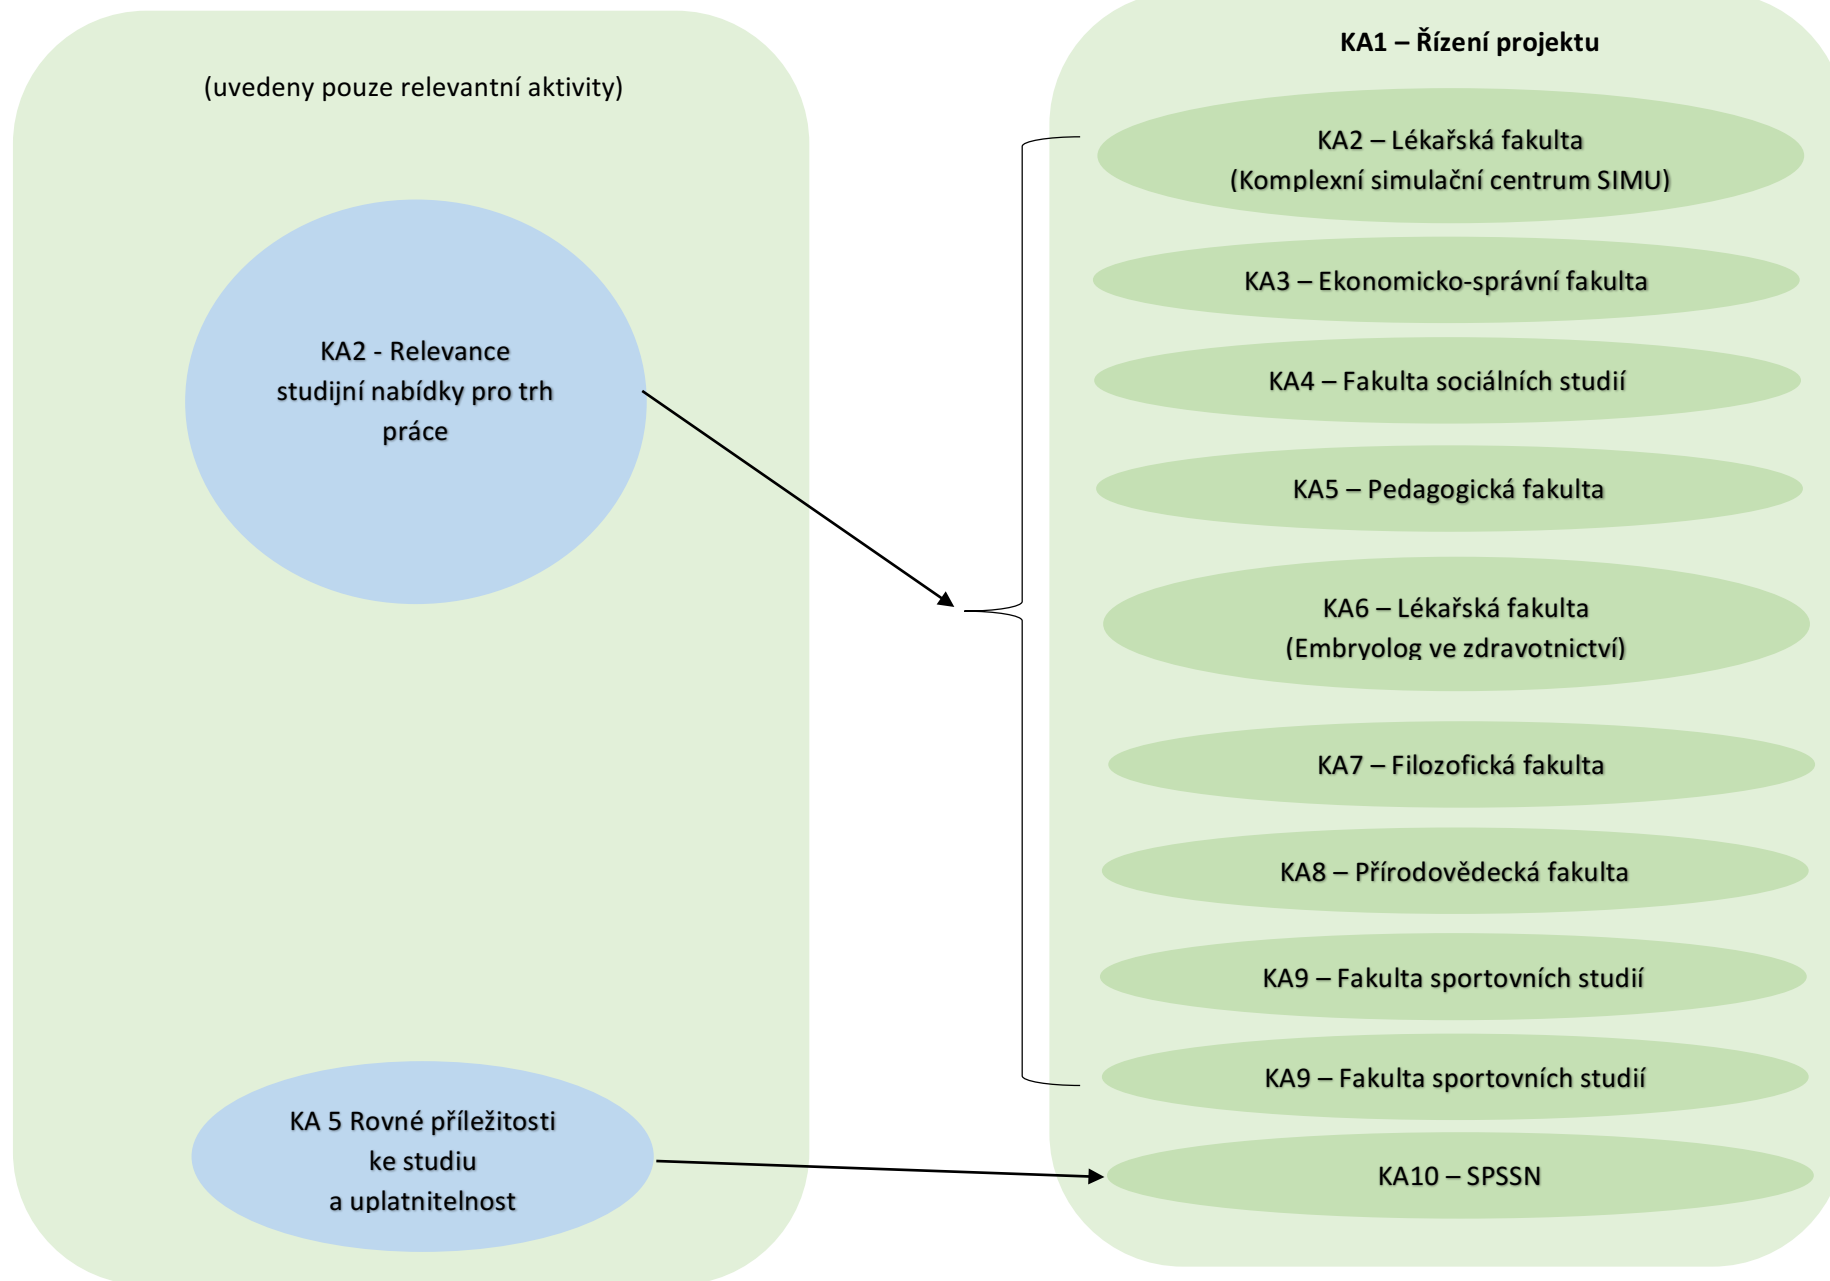 (uvedeny pouze relevantní aktivity)
KA2 - Relevance
studijní nabídky pro trh
práce
KA 5 Rovné příležitosti
ke studiu
a uplatnitelnost
KA1 – Řízení projektu
KA2 – Lékařská fakulta
(Komplexní simulační centrum SIMU)
KA3 – Ekonomicko-správní fakulta
KA4 – Fakulta sociálních studií
KA5 – Pedagogická fakulta
KA6 – Lékařská fakulta
(Embryolog ve zdravotnictví)
KA7 – Filozofická fakulta
KA8 – Přírodovědecká fakulta
KA9 – Fakulta sportovních studií
KA9 – Fakulta sportovních studií
KA10 – SPSSN